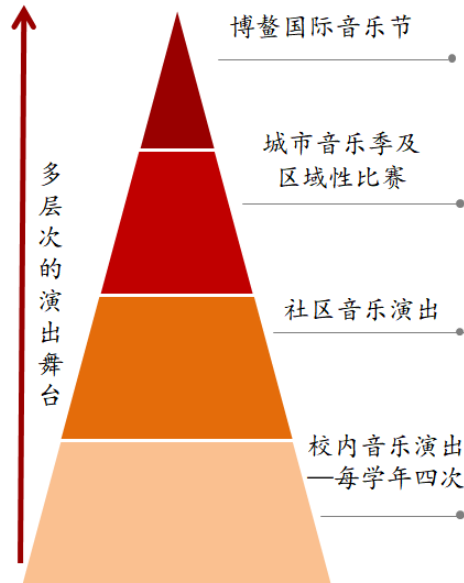 博鳌国际音乐节
城市音乐季及
区域性比赛
多层次的演出舞台
社区音乐演出
校内音乐演出
—每学年四次